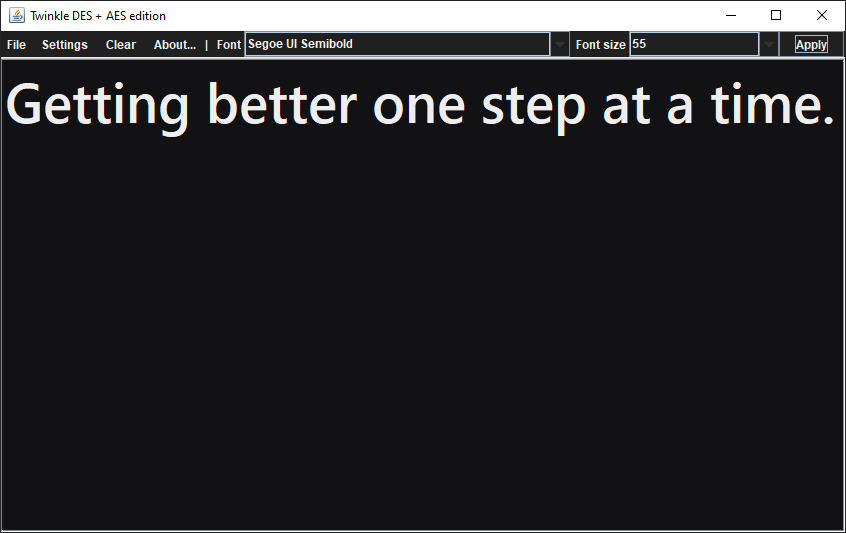 Twinkle DES + AES edition
File Settings Clear About... | Font Segoe UI Semibold Font size 55 Apply
Getting better one step at a time.